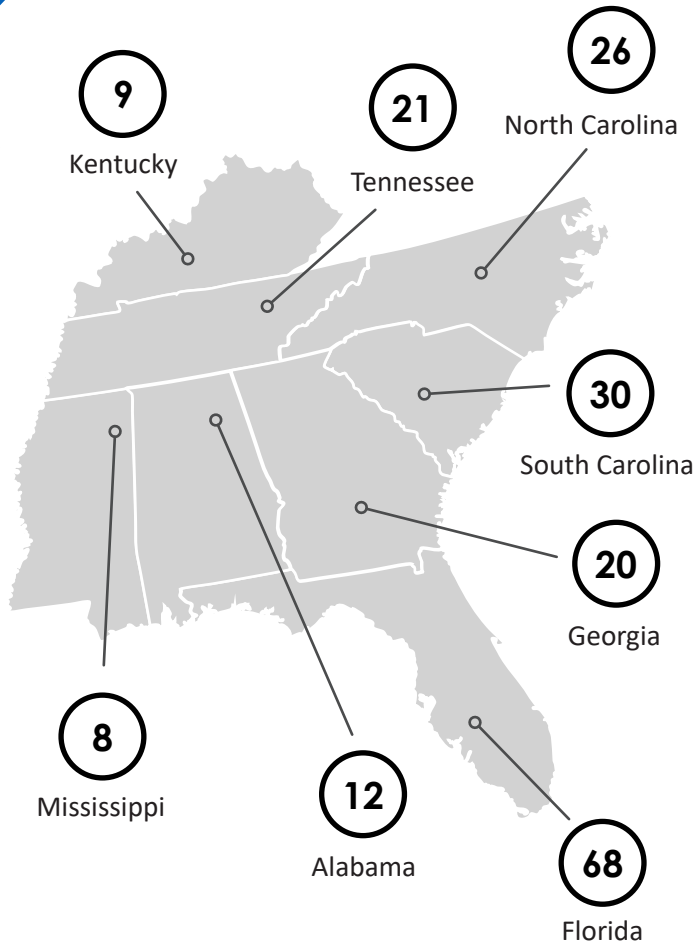 26
North Carolina
9
Kentucky
21
Tennessee
30
South Carolina
20
Georgia
8
Mississippi
12
Alabama
68
Florida